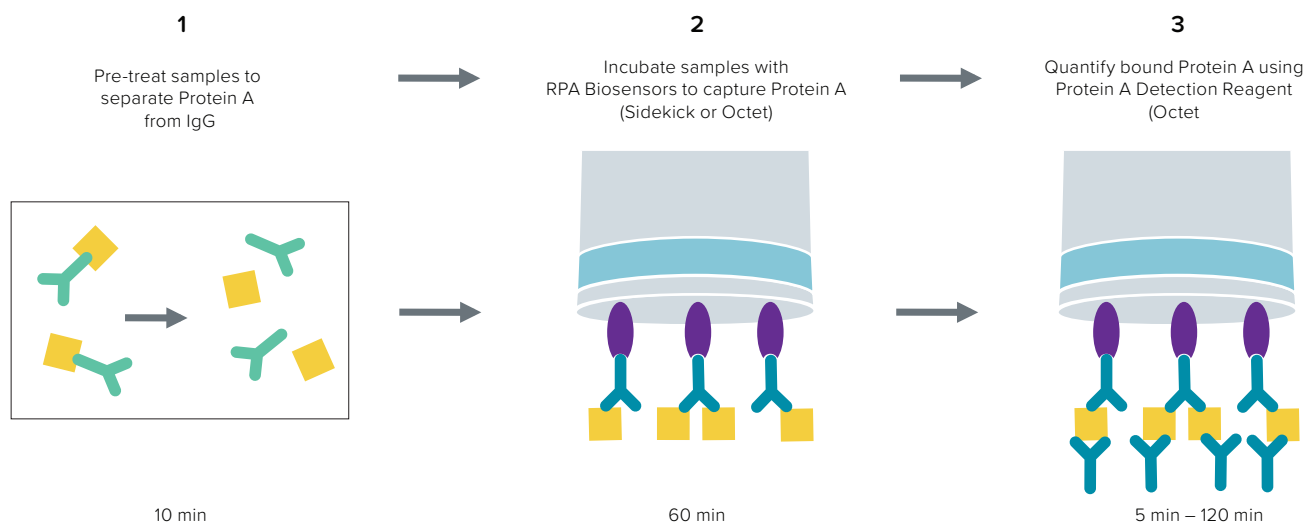 1
Pre-treat samples to
separate Protein A
from IgG
2
Incubate samples with
RPA Biosensors to capture Protein A
(Sidekick or Octet)
3
Quantify bound Protein A using
Protein A Detection Reagent
(Octet
10 min
60 min
5 min – 120 min